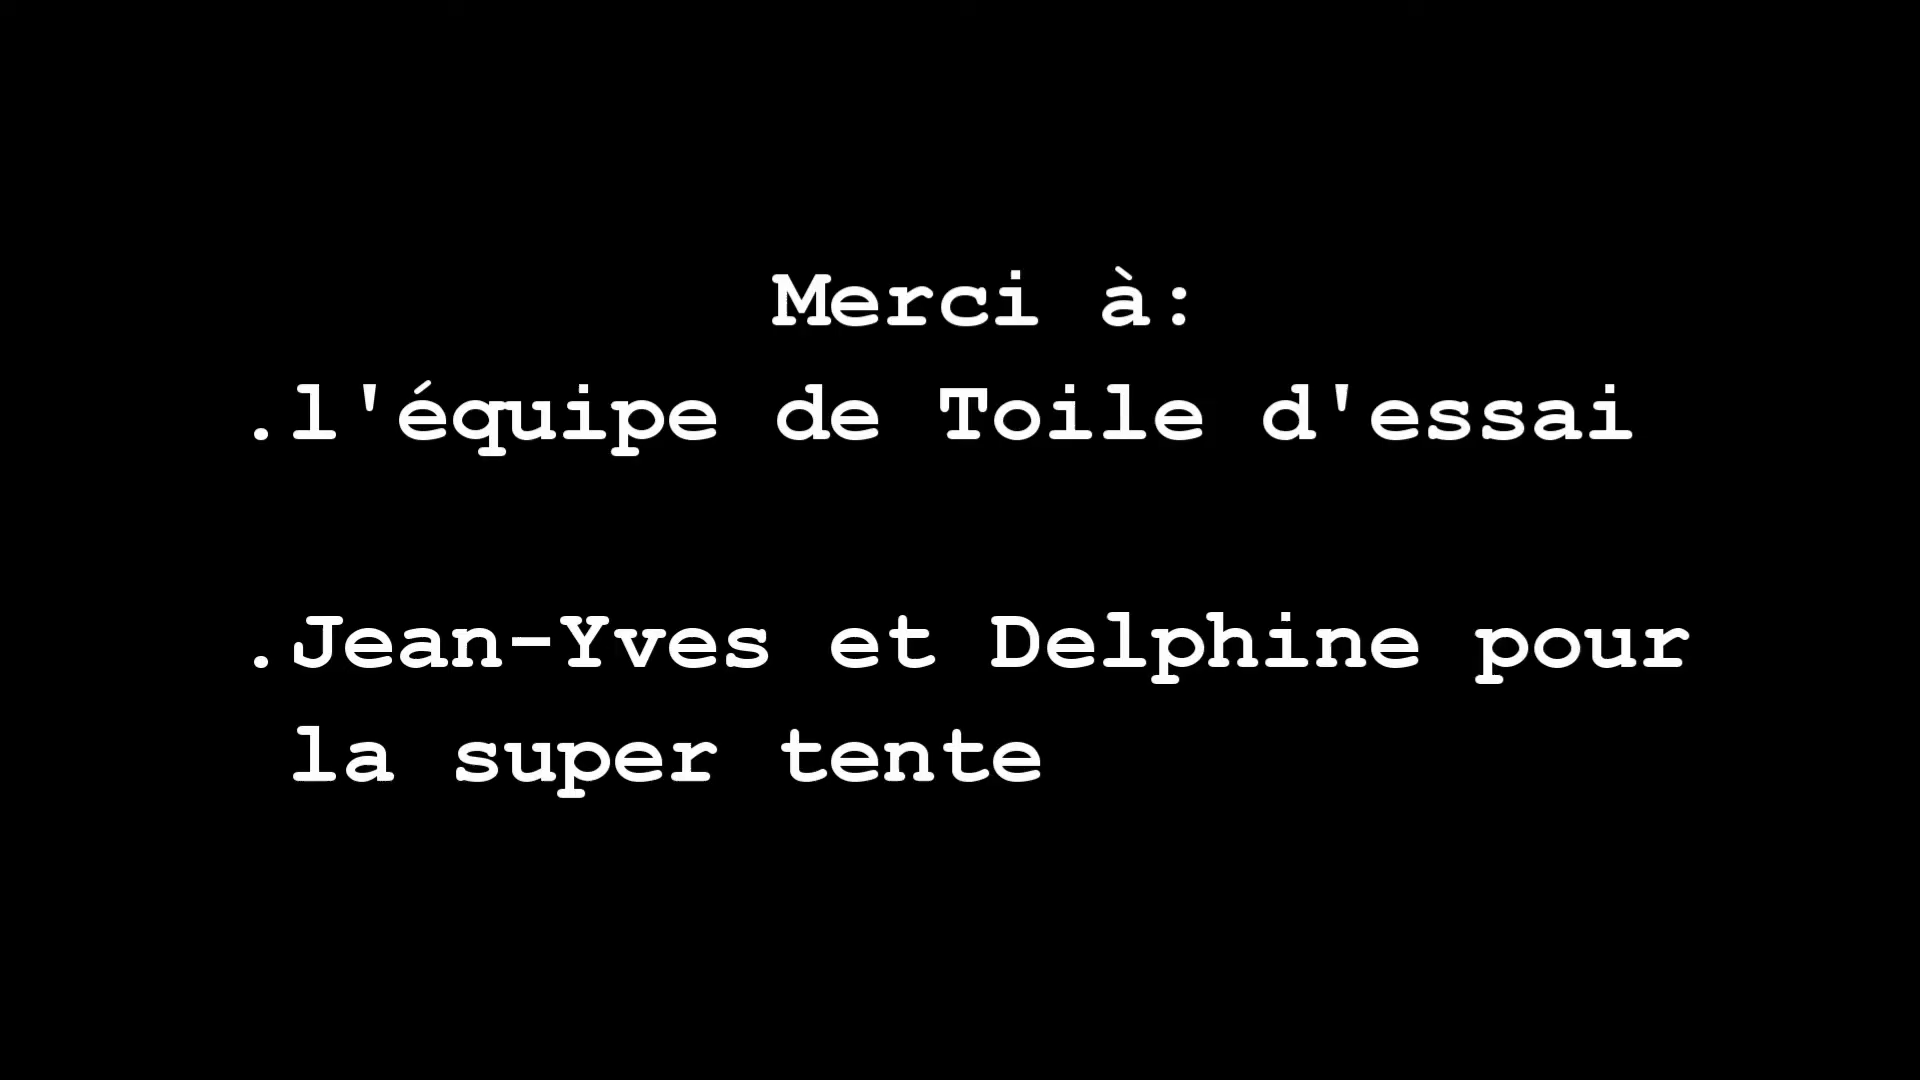 Merci à:
.l'équipe de Toile d'essai
.Jean-Yves et Delphine pour
la super tente